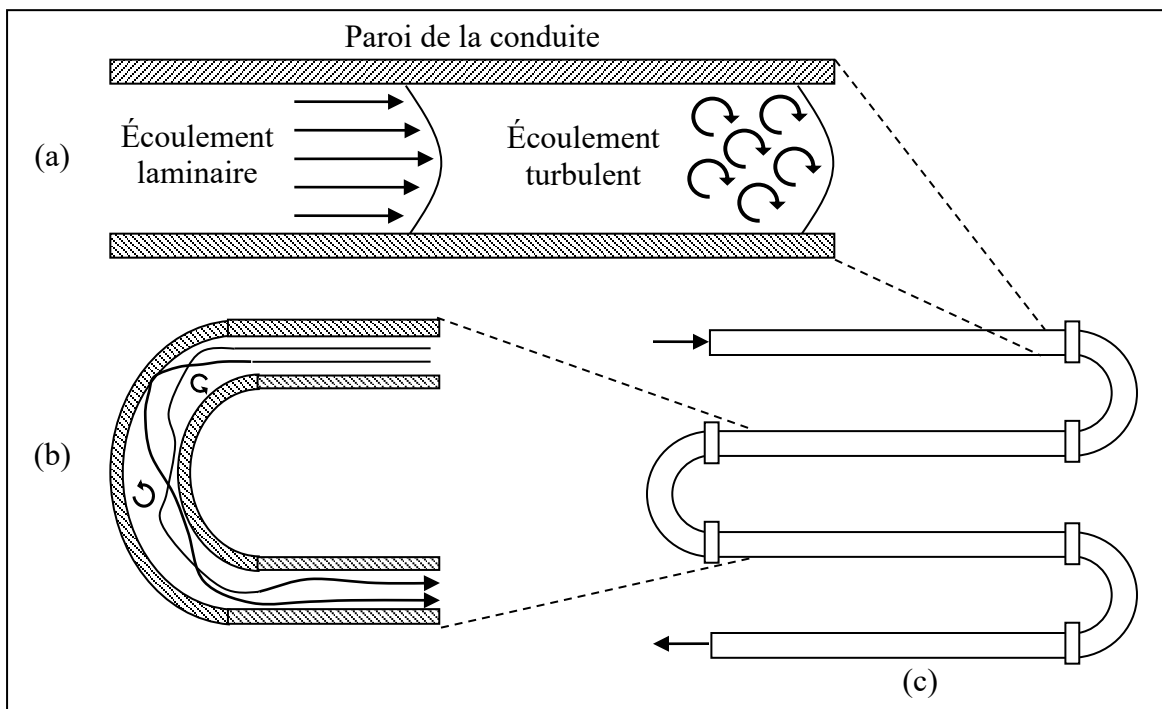 Paroi de la conduite
(a)
Écoulement
laminaire
Écoulement
turbulent
(b)
(c)